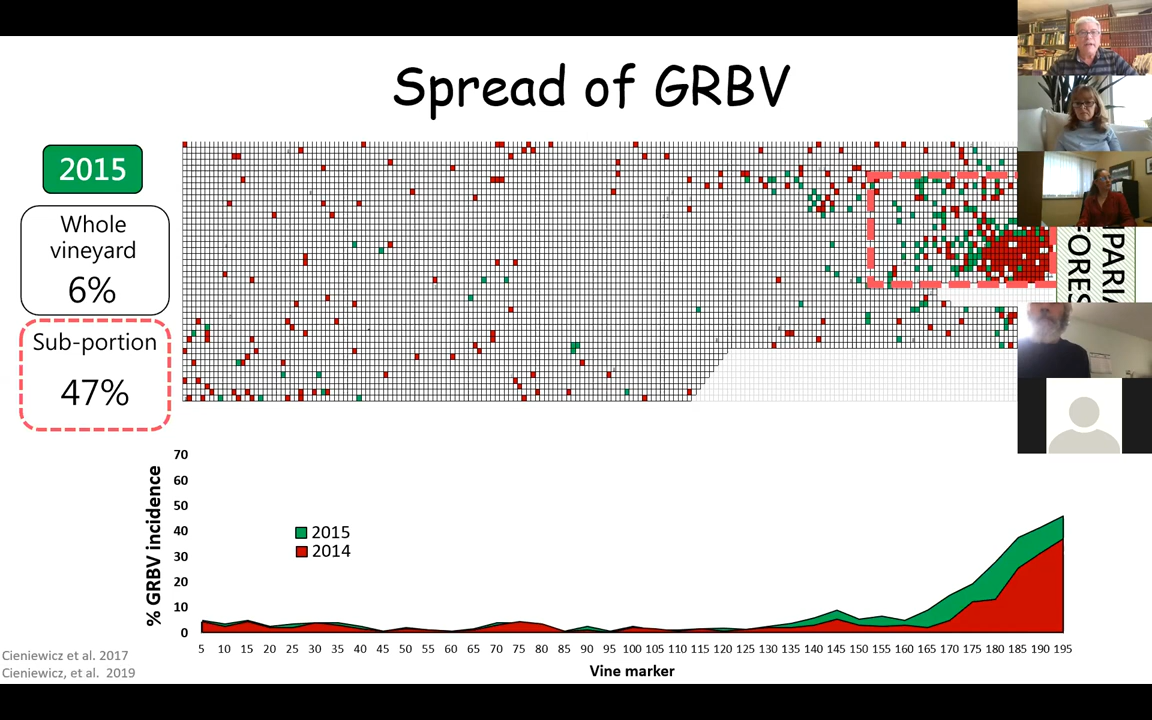 Spread of GRBV
2015
Whole
vineyard
6%
Sub-portion
47%
% GRBV incidence
70
60
50
40
30
20
10
0
2015
2014
5 10 15 20 25 30 35 40 45 50 55 60 65 70 75 80 85 90 95 100 105 110 115 120 125 130 135 140 145 150 155 160 165 170 175 180 185 190 195
Vine marker
Cieniewicz et al. 2017
Cieniewicz, et al. 2019